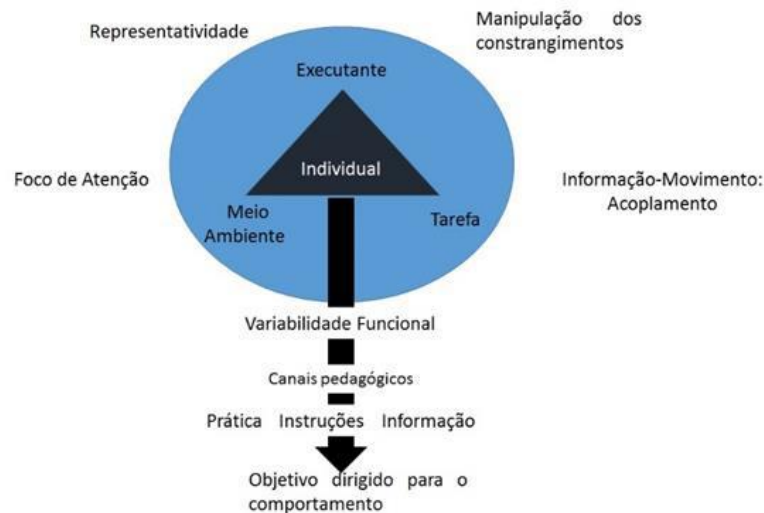 Representatividade
Manipulação dos
constrangimentos
Executante
Individual
Foco de Atenção
Informação-Movimento:
Acoplamento
Meio
Ambiente
Tarefa
Variabilidade Funcional
Canais pedagógicos
Prática Instruções Informação
Objetivo dirigido para o
comportamento